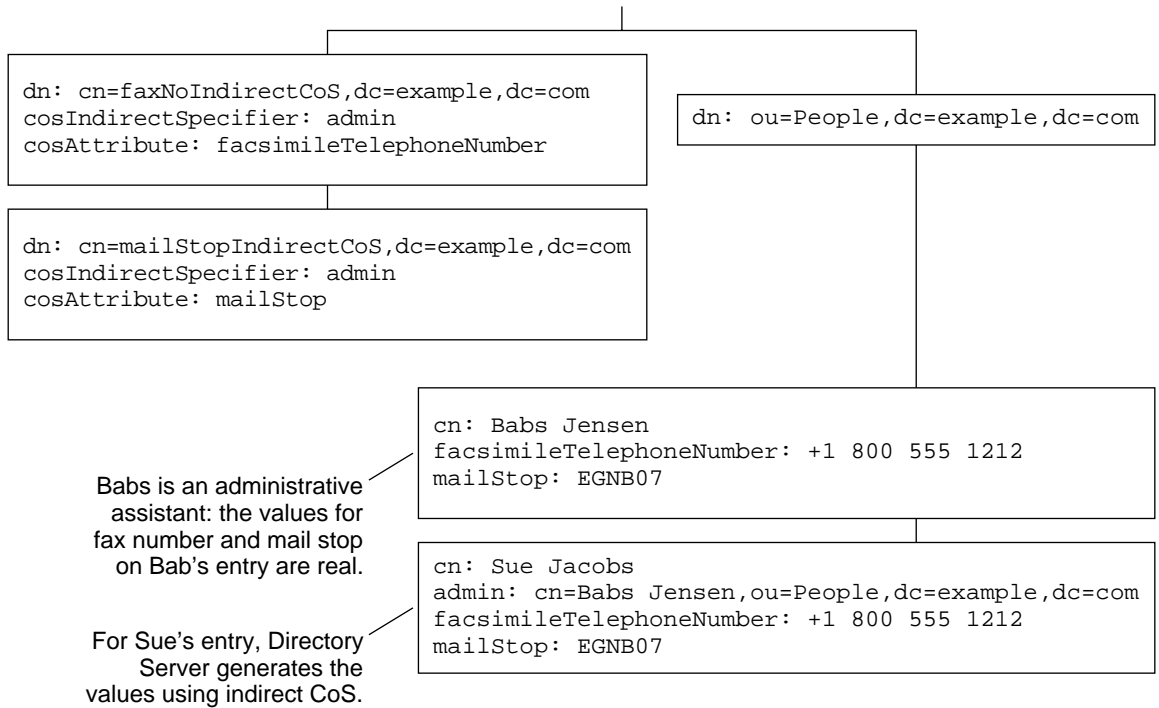 dn: cn=faxNoIndirectCoS,dc=example,dc=com
cosIndirectSpecifier: admin
cosAttribute: facsimileTelephoneNumber
dn: ou=People,dc=example,dc=com
dn: cn=mailStopIndirectCoS,dc=example,dc=com
cosIndirectSpecifier: admin
cosAttribute: mailStop
cn: Babs Jensen
facsimileTelephoneNumber: +1 800 555 1212
mailStop: EGNB07
Babs is an administrative
assistant: the values for
fax number and mail stop
on Bab’s entry are real.
cn: Sue Jacobs
admin: cn=Babs Jensen,ou=People,dc=example,dc=com
facsimileTelephoneNumber: +1 800 555 1212
mailStop: EGNB07
For Sue’s entry, Directory
Server generates the
values using indirect CoS.